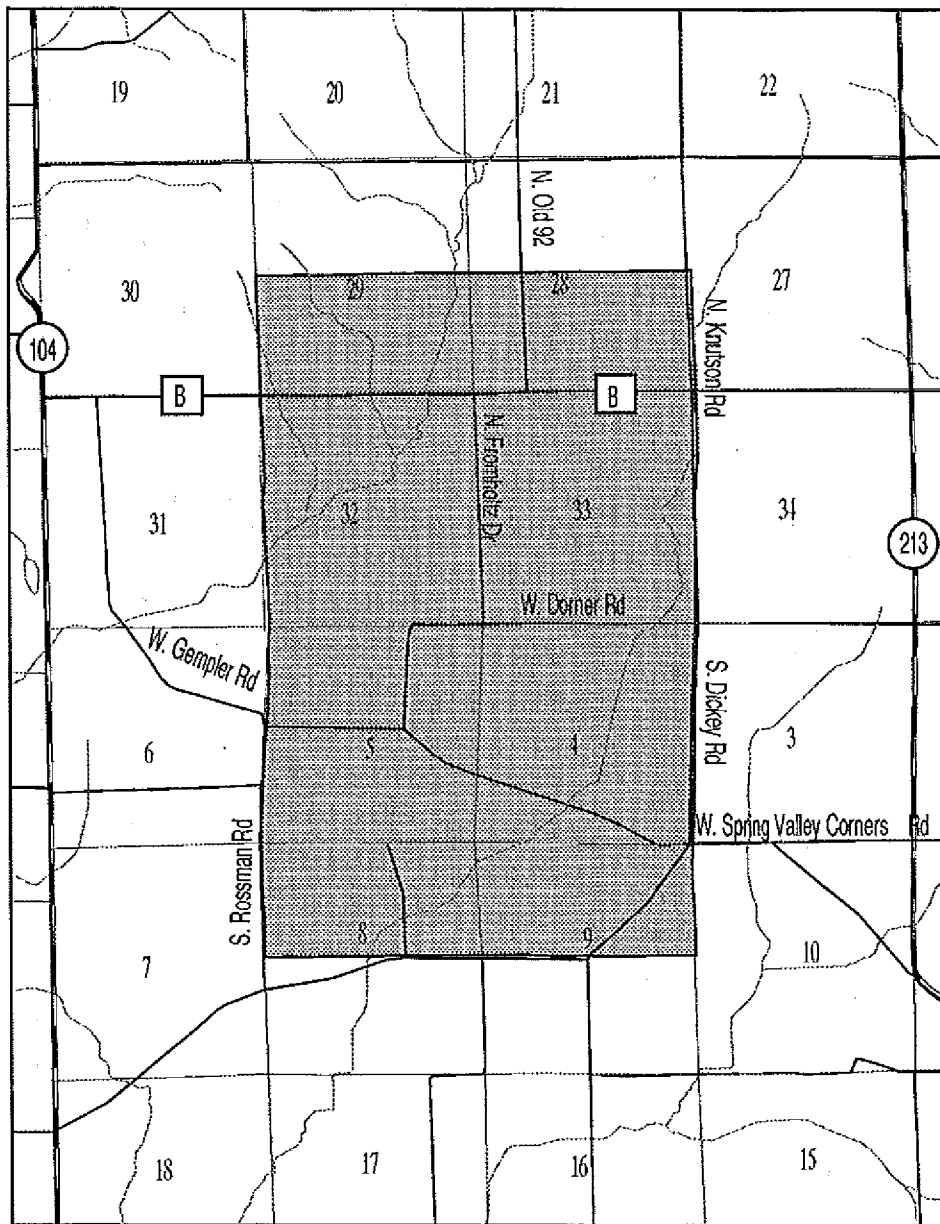 19
20
21
22
N. Old 92
30
29
28
27
104
N. Knutson Rd
B
B
N. Fromholtz Dr
31
32
33
34
213
W. Dorner Rd
W. Gempler Rd
S. Dickey Rd
6
5
4
3
W. Spring Valley Corners Rd
S. Rossman Rd
7
8
9
10
18
17
16
15